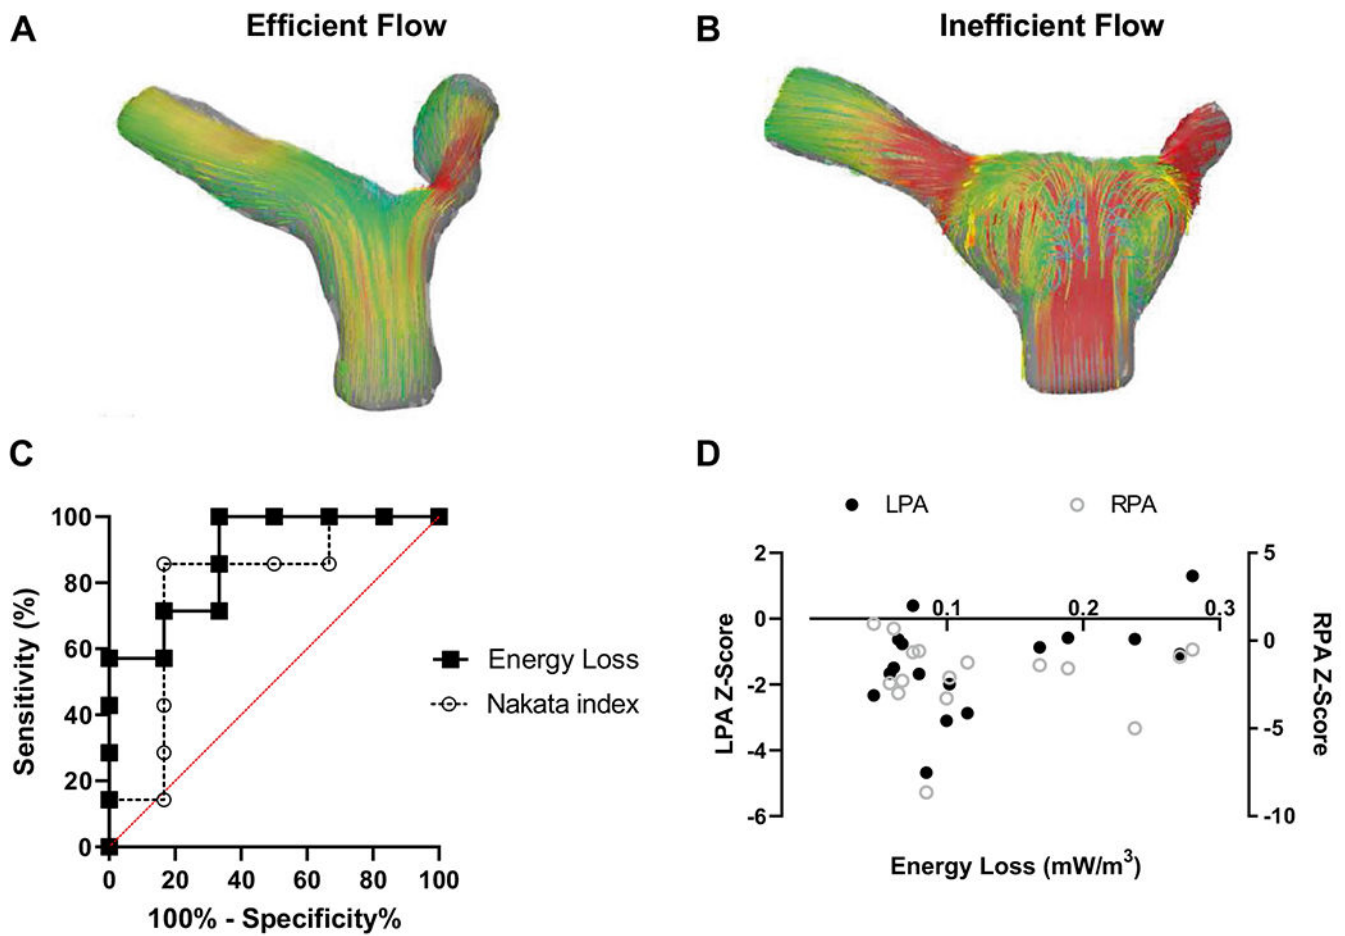 A
Efficient Flow
B
Inefficient Flow
C
100
80
60
40
20
0
Sensitivity (%)
0 20 40 60 80 100
100% - Specificity%
Energy Loss
Nakata index
D
LPA
RPA
2
0
-2
-4
-6
LPA Z-Score
0.1 0.2 0.3
5
0
-5
-10
RPA Z-Score
Energy Loss (mW/m³)